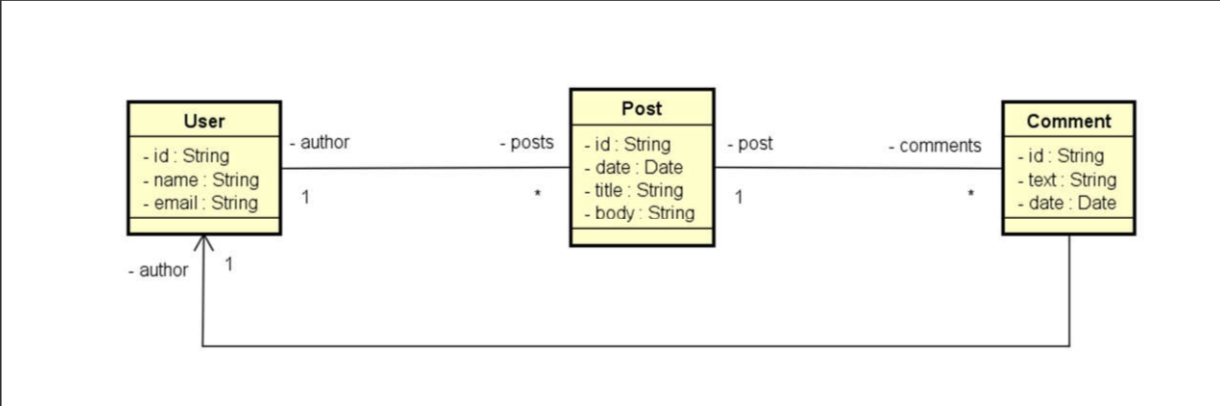 User
- id : String
- name : String
- email : String
- author
1
- posts
*
Post
- id : String
- date : Date
- title : String
- body : String
- post
1
- comments
*
Comment
- id : String
- text : String
- date : Date
- author
1